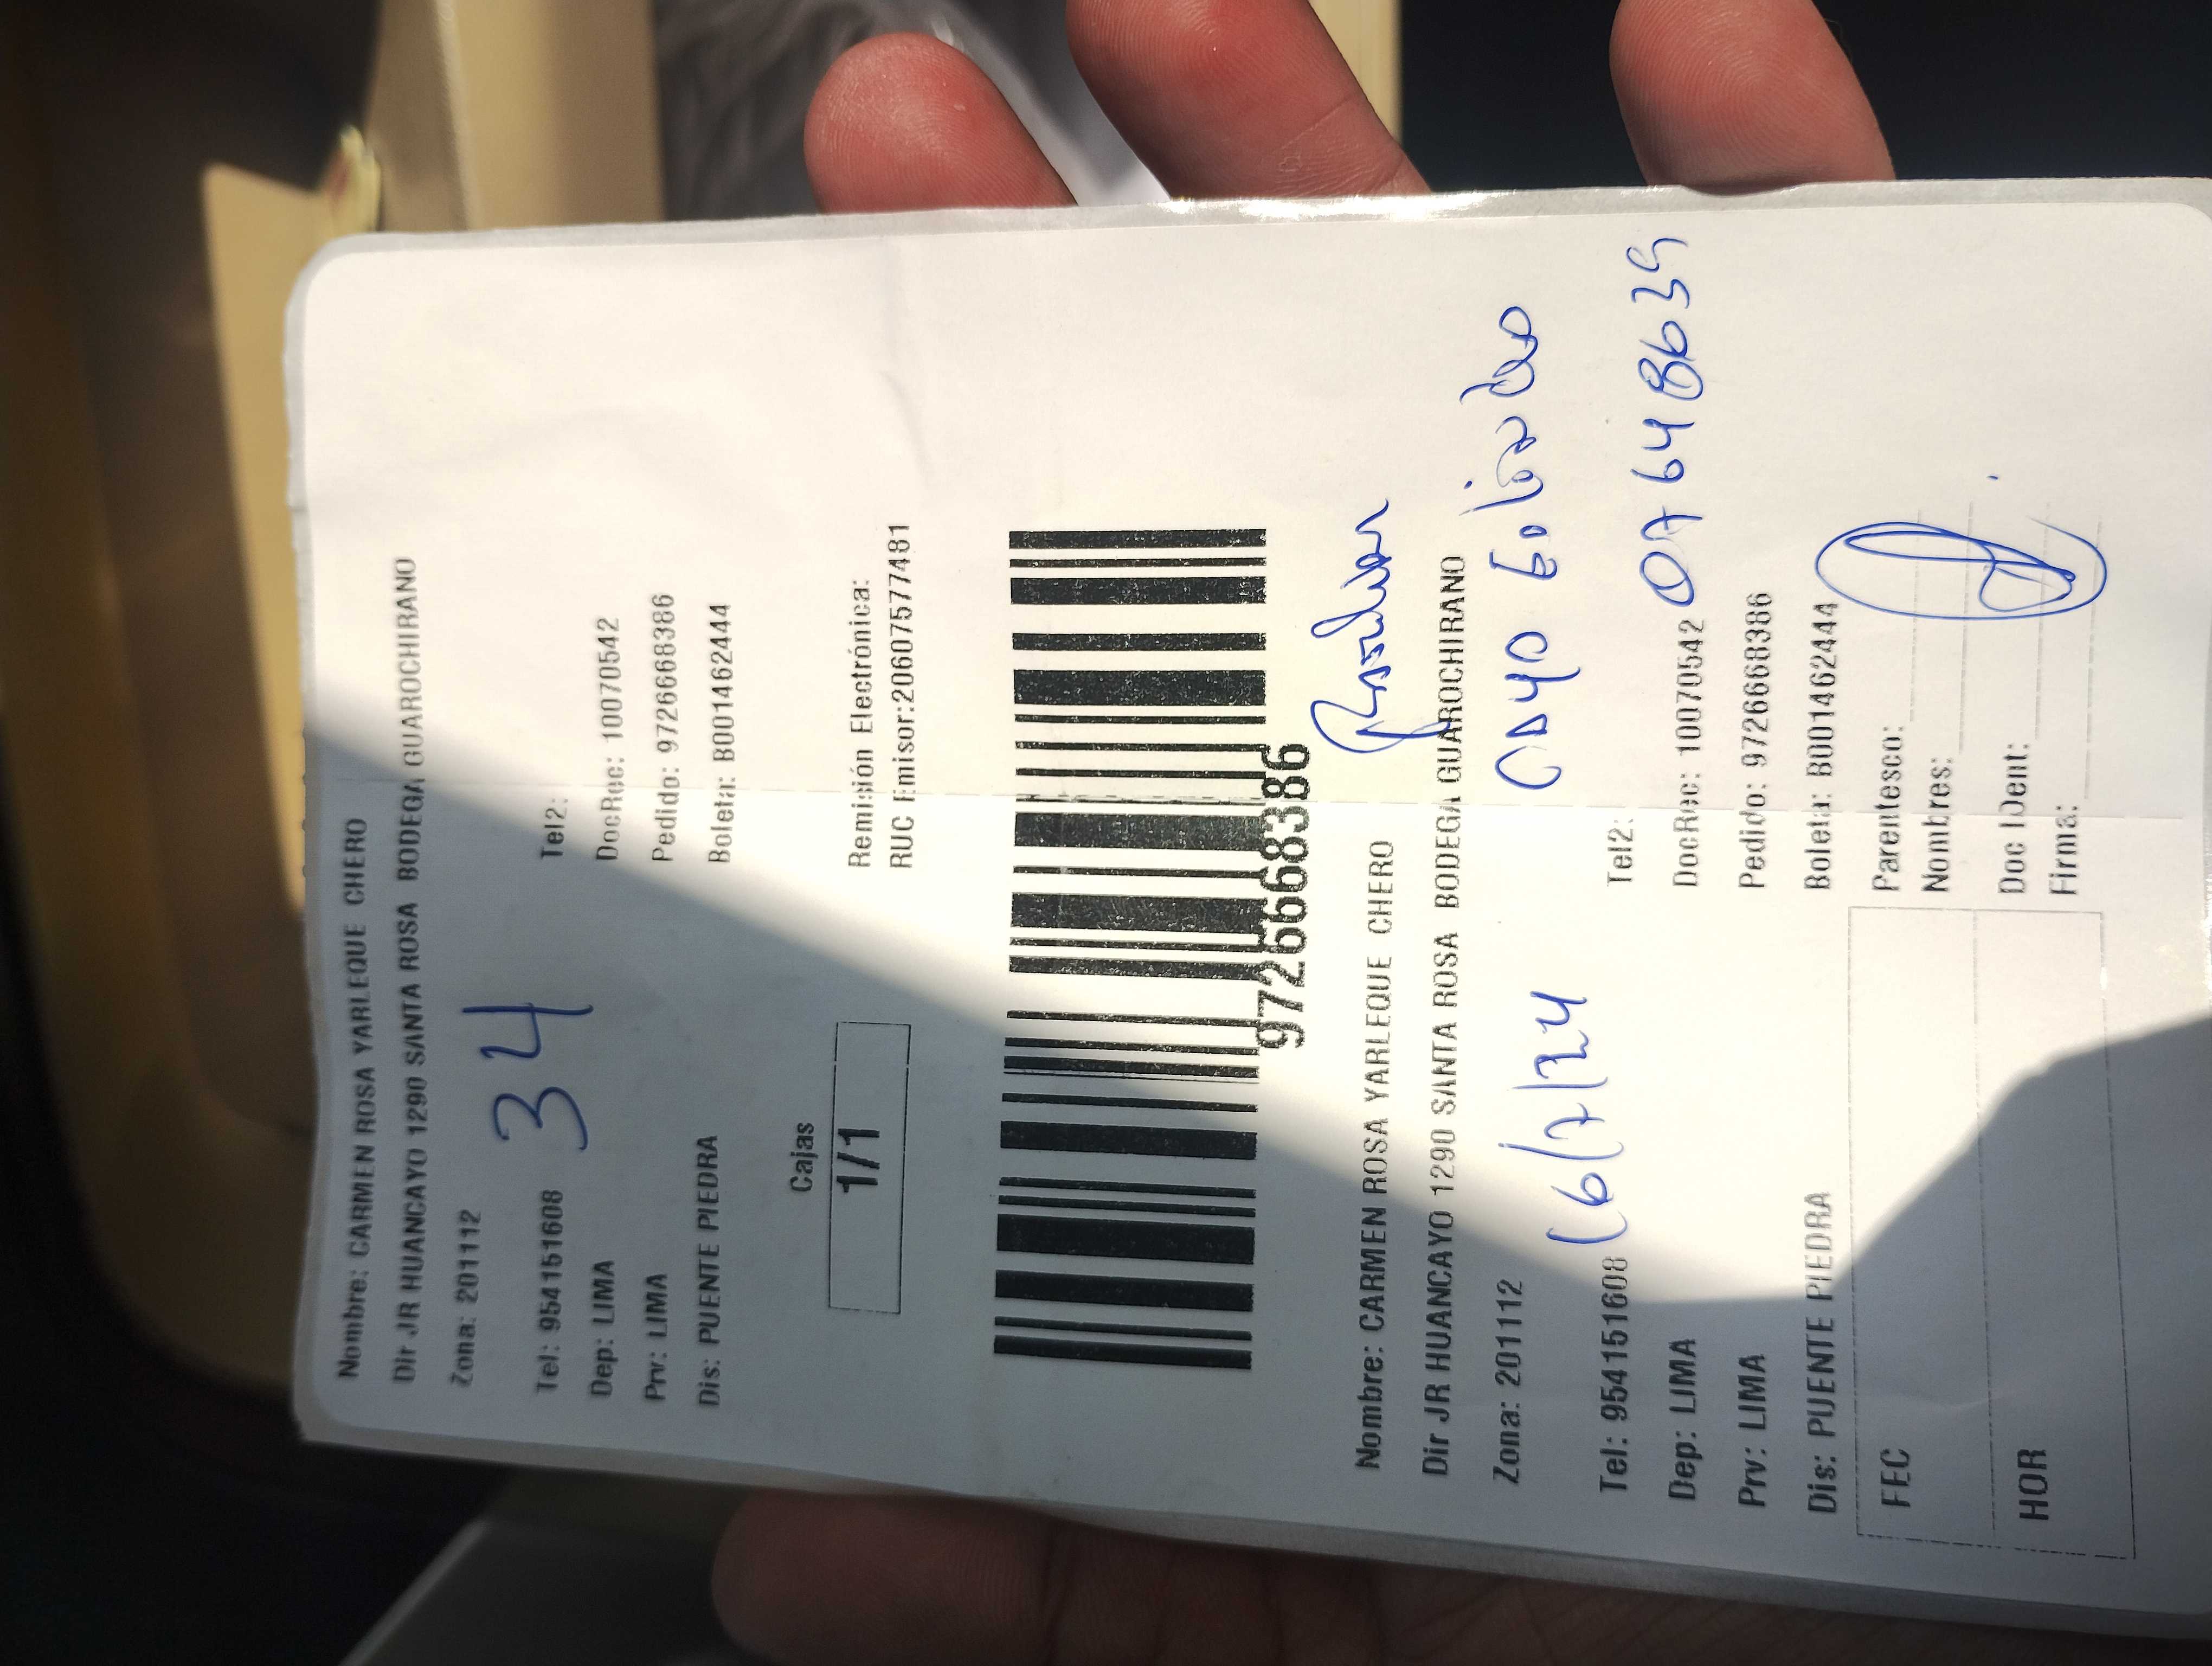 Nombre: CARMEN ROSA YARLEQUE CHERO
Dir JR HUANCAYO 1290 SANTA ROSA BODEGA GUAROCHIRANO
Zona: 201112
34
Tel: 954151608 Tel2:
Dep: LIMA DocRec: 10070542
Prv: LIMA Pedido: 9726668386
Dis: PUENTE PIEDRA Boleta: B001462444
Cajas
1/1
Remisión Electrónica:
RUC Emisor:20607577481
9726668386
Nombre: CARMEN ROSA YARLEQUE CHERO
Dir JR HUANCAYO 1290 SANTA ROSA BODEGA GUAROCHIRANO
Zona: 201112
16/7/24
Tel: 954151608 Tel2:
Dep: LIMA DocRec: 10070542
Prv: LIMA Pedido: 9726668386
Dis: PUENTE PIEDRA Boleta: B001462444
FEC
HOR
Parentesco:
Nombres:
Doc IDent:
Firma: